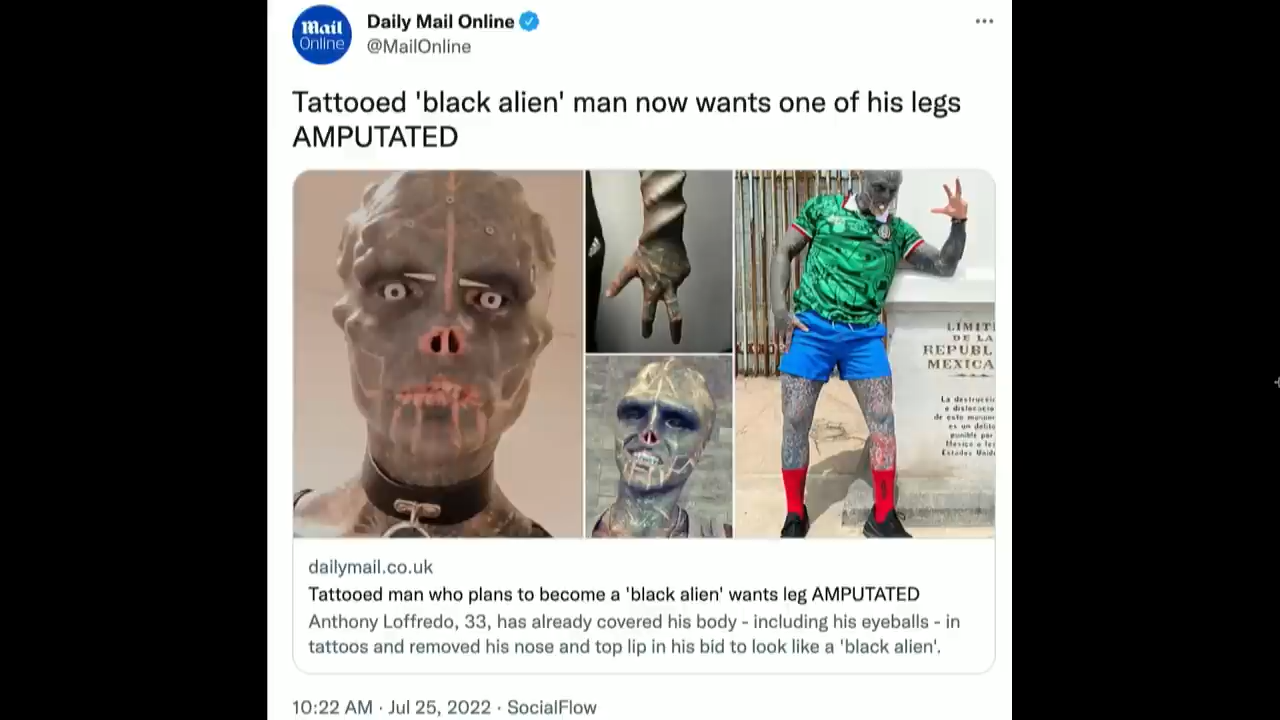 Mail
Online
Daily Mail Online
@MailOnline
Tattooed 'black alien' man now wants one of his legs
AMPUTATED
LIMIT
DE LA
REPUBL
MEXICA
dailymail.co.uk
Tattooed man who plans to become a 'black alien' wants leg AMPUTATED
Anthony Loffredo, 33, has already covered his body - including his eyeballs - in
tattoos and removed his nose and top lip in his bid to look like a 'black alien'.
10:22 AM · Jul 25, 2022 · SocialFlow